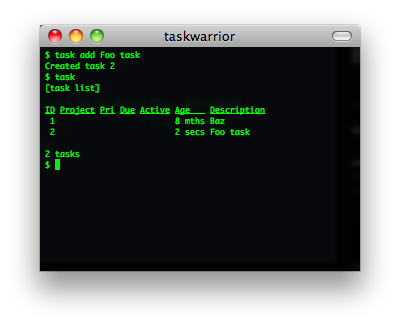 taskwarrior
$ task add Foo task
Created task 2
$ task
[task list]
ID Project Pri Due Active Age Description
1 8 mths Baz
2 2 secs Foo task
2 tasks
$